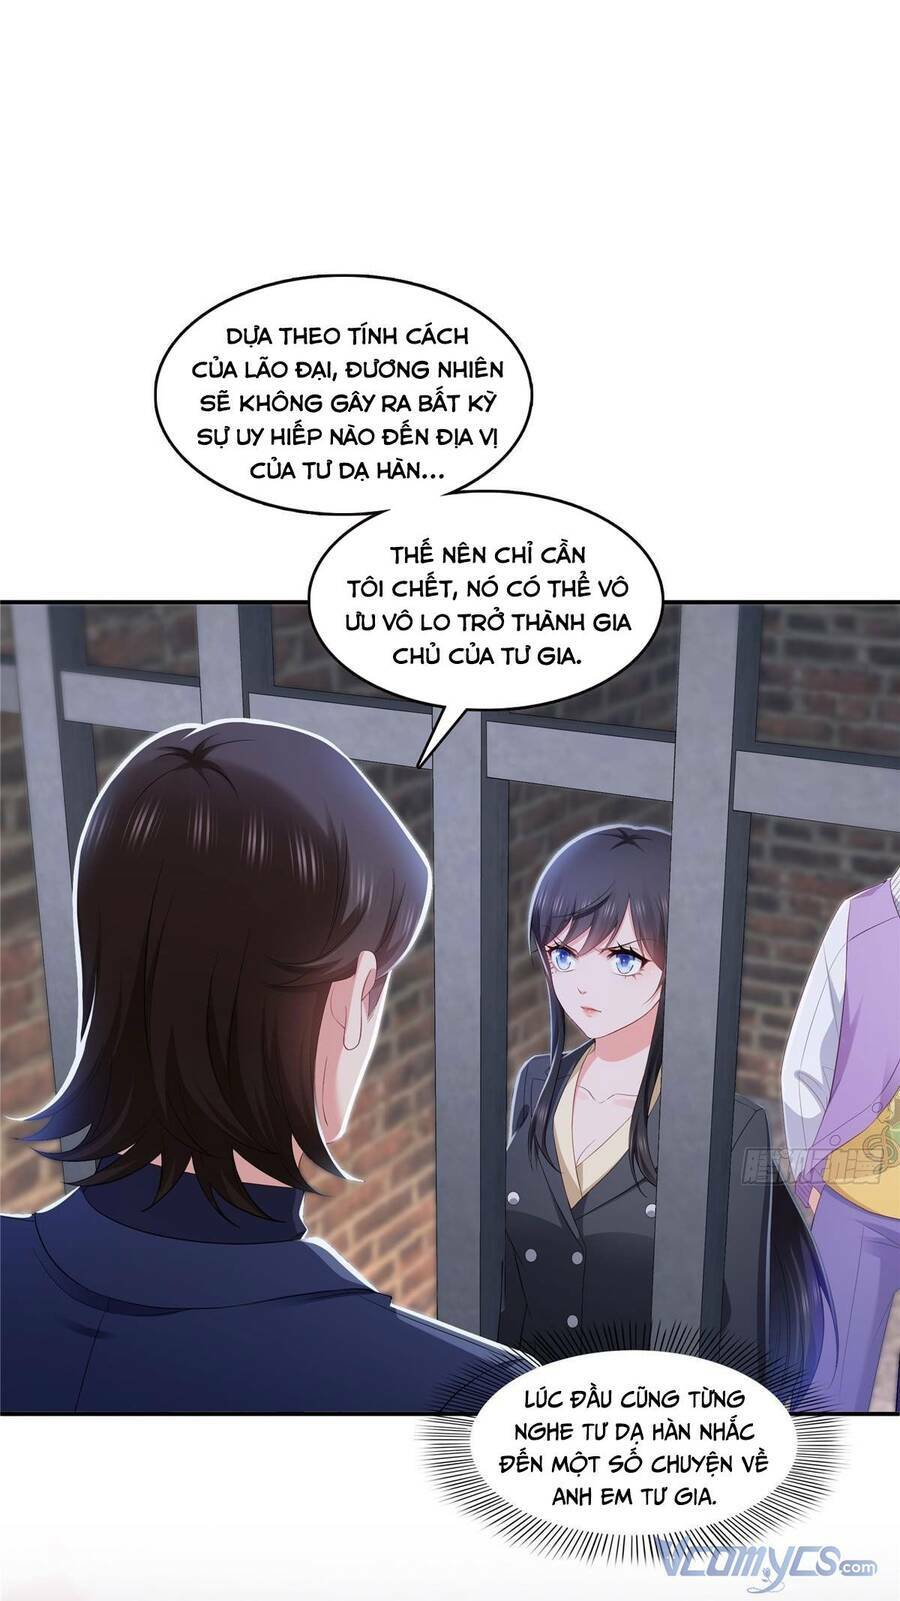 DỰA THEO TÍNH CÁCH
CỦA LÃO ĐẠI, ĐƯƠNG NHIÊN
SẼ KHÔNG GÂY RA BẤT KỲ
SỰ UY HIẾP NÀO ĐẾN ĐỊA VỊ
CỦA TƯ DẠ HÀN...
THẾ NÊN CHỈ CẦN
TÔI CHẾT, NÓ CÓ THỂ VÔ
ƯU VÔ LO TRỞ THÀNH GIA
CHỦ CỦA TƯ GIA.
LÚC ĐẦU CŨNG TỪNG
NGHE TƯ DẠ HÀN NHẮC
ĐẾN MỘT SỐ CHUYỆN VỀ
ANH EM TƯ GIA.
VCOMYCS.com